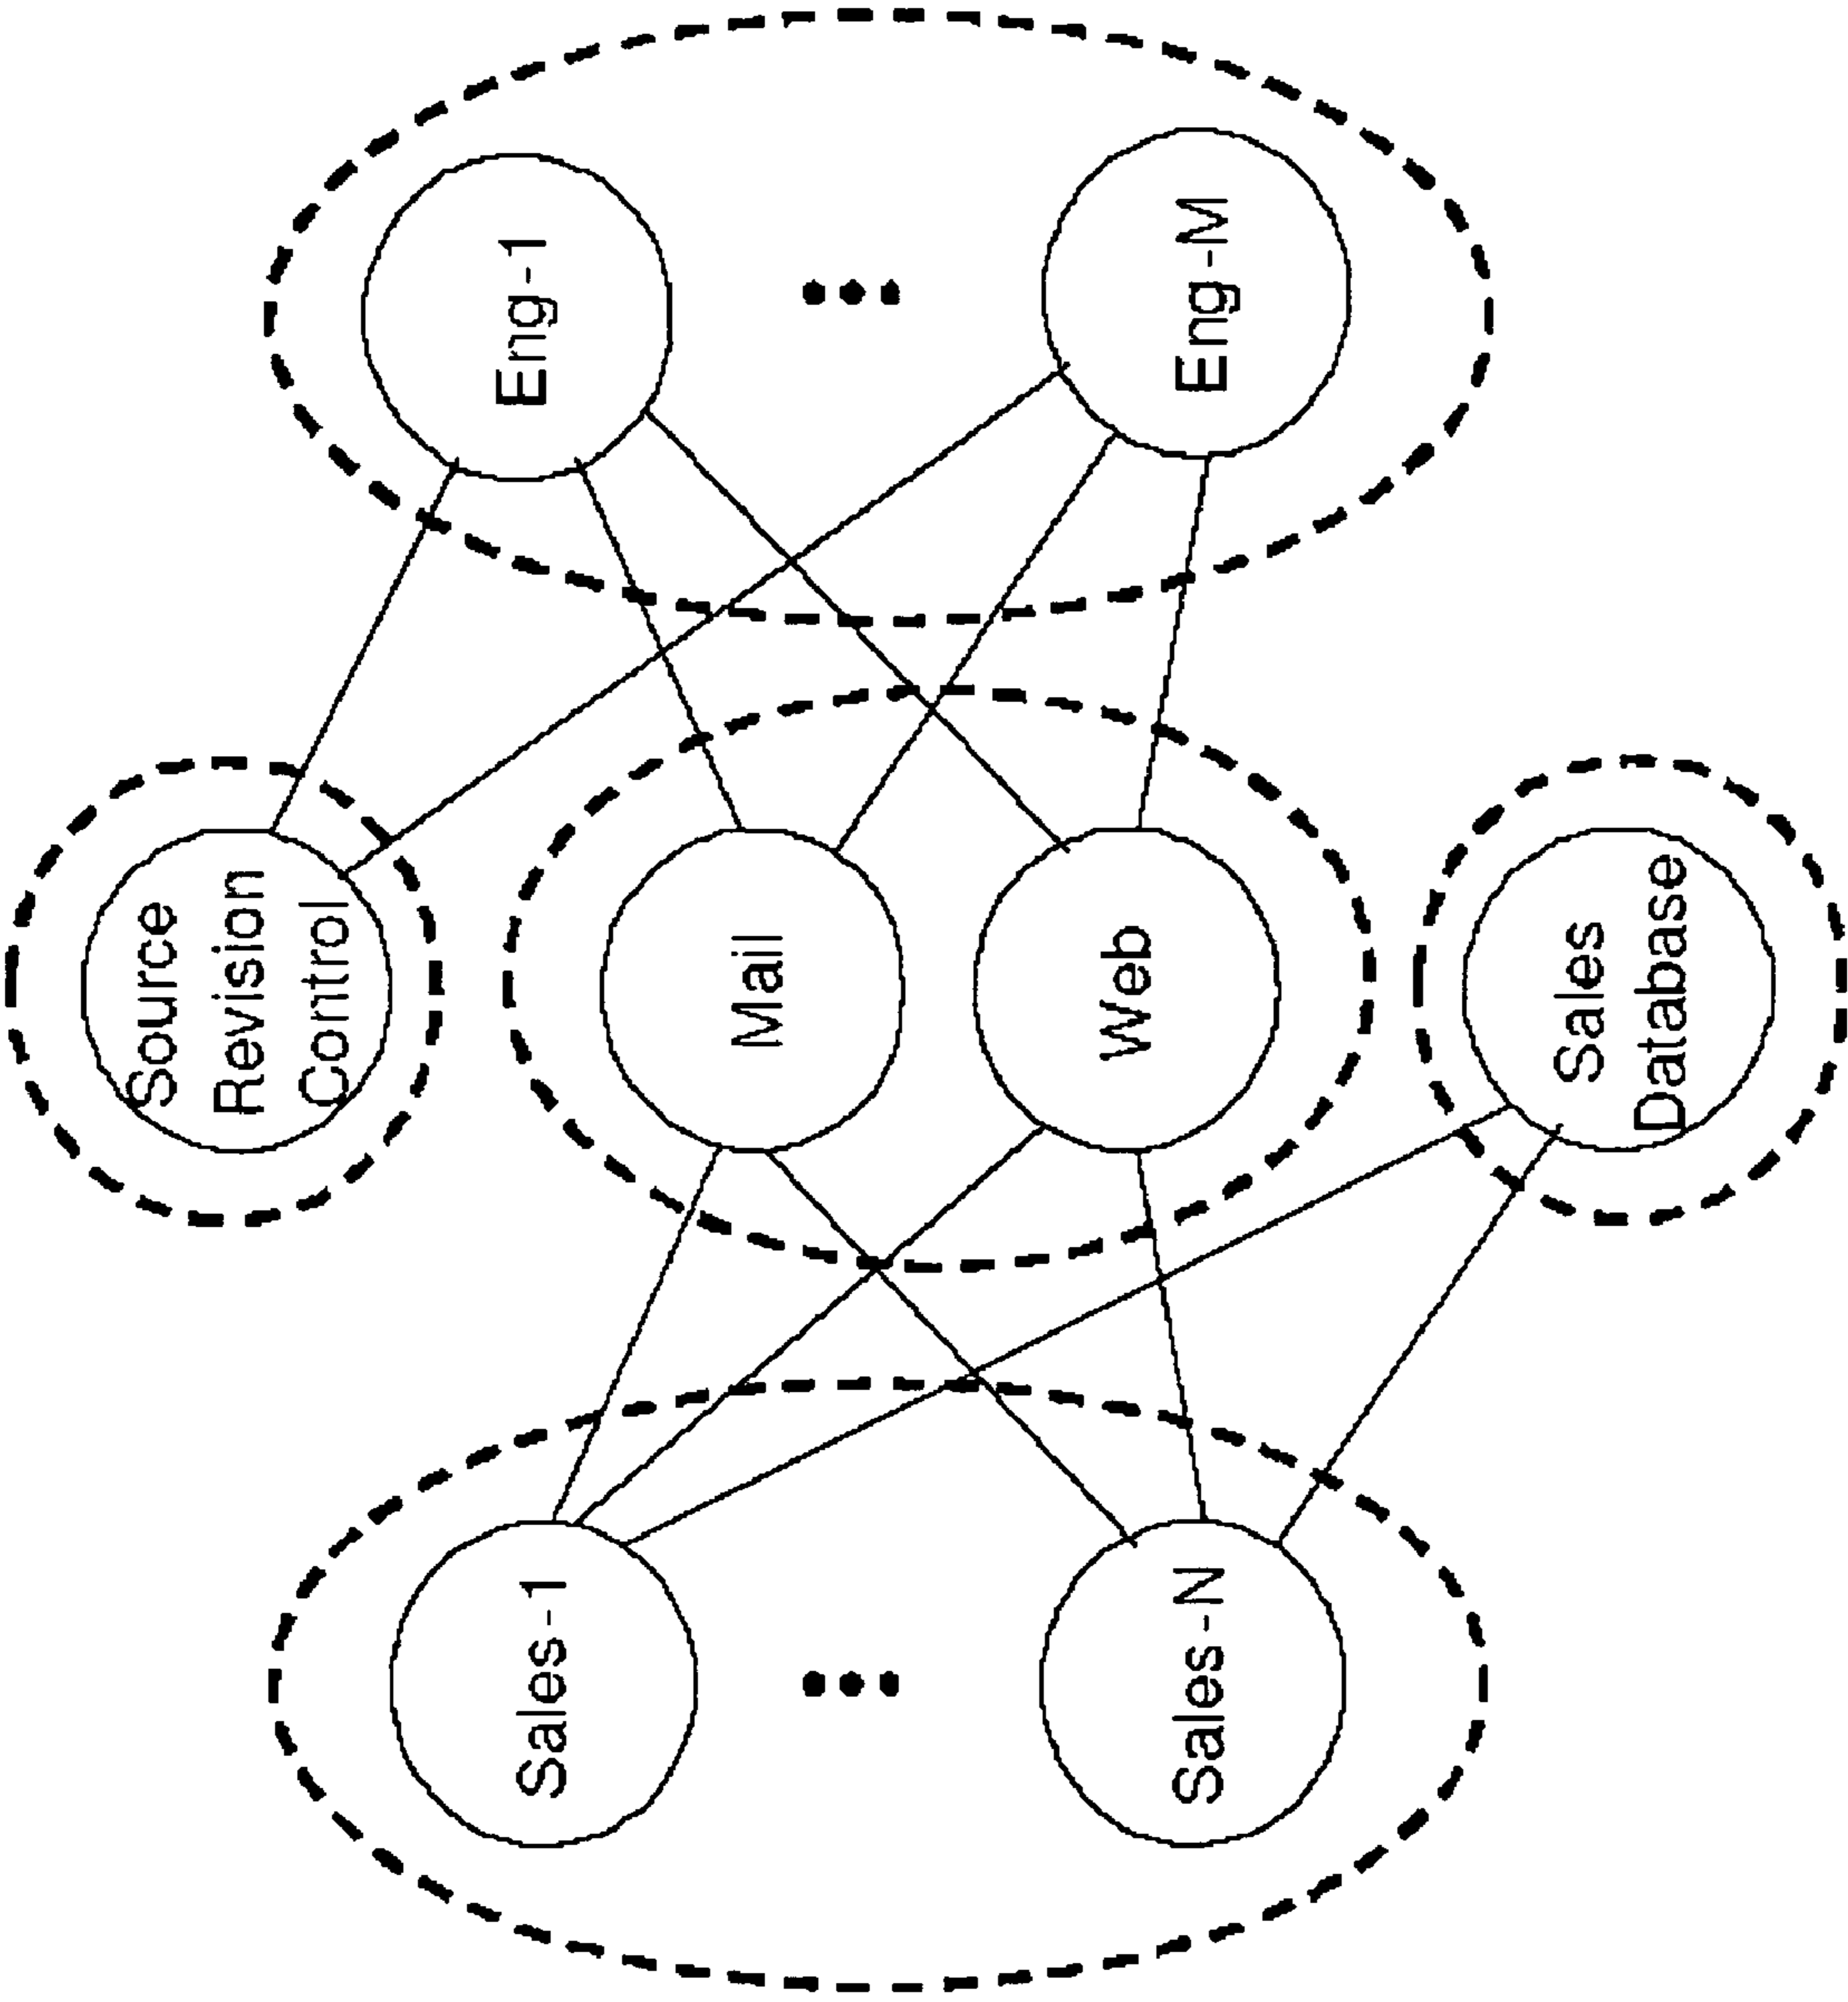 Source
Revision
Control
Mail
Web
Sales
Database
Eng-1
Eng-M
Sales-1
Sales-N